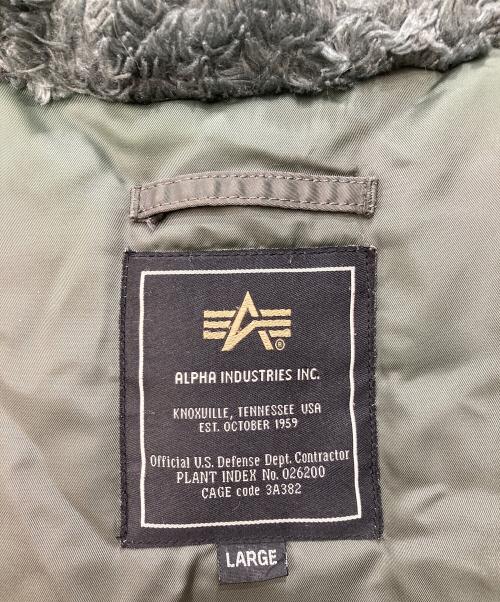 ®
ALPHA INDUSTRIES INC.
KNOXVILLE, TENNESSEE USA
EST. OCTOBER 1959
Official U.S. Defense Dept. Contractor
PLANT INDEX No. 026200
CAGE code 3A382
LARGE